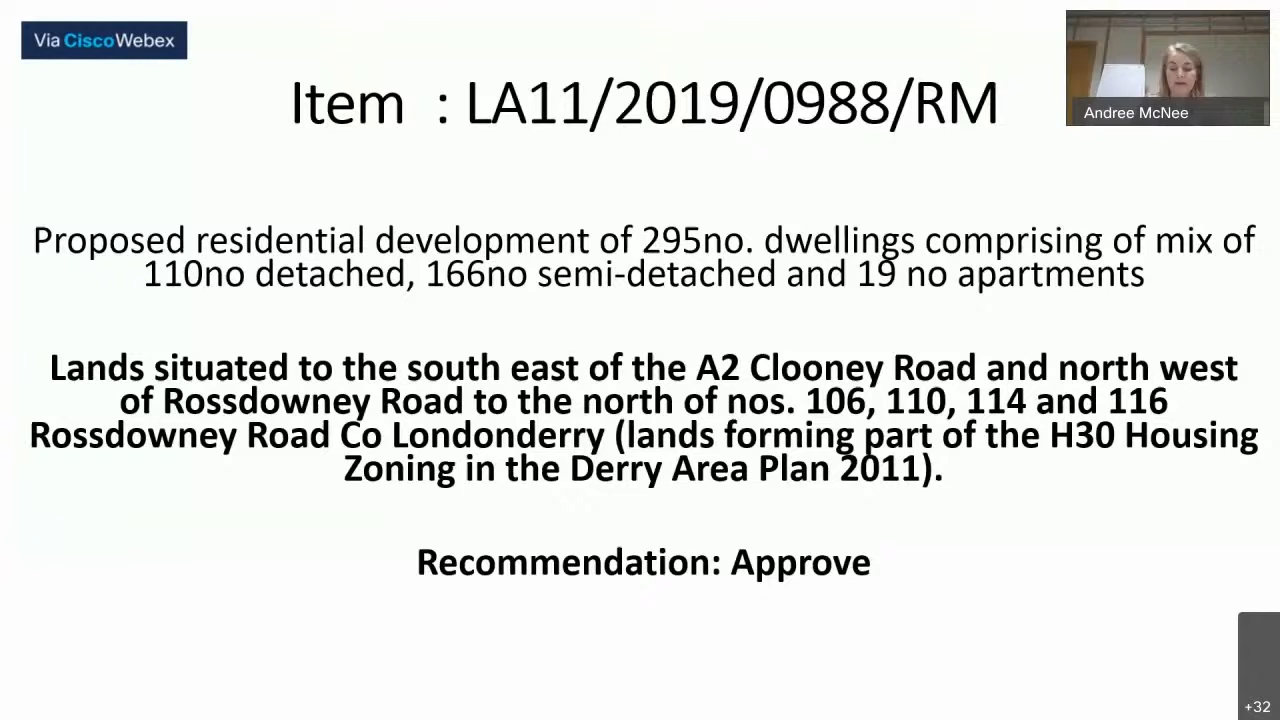 Via CiscoWebex
Item : LA11/2019/0988/RM
Andree McNee
Proposed residential development of 295no. dwellings comprising of mix of
110no detached, 166no semi-detached and 19 no apartments
Lands situated to the south east of the A2 Clooney Road and north west
of Rossdowney Road to the north of nos. 106, 110, 114 and 116
Rossdowney Road Co Londonderry (lands forming part of the H30 Housing
Zoning in the Derry Area Plan 2011).
Recommendation: Approve
+32